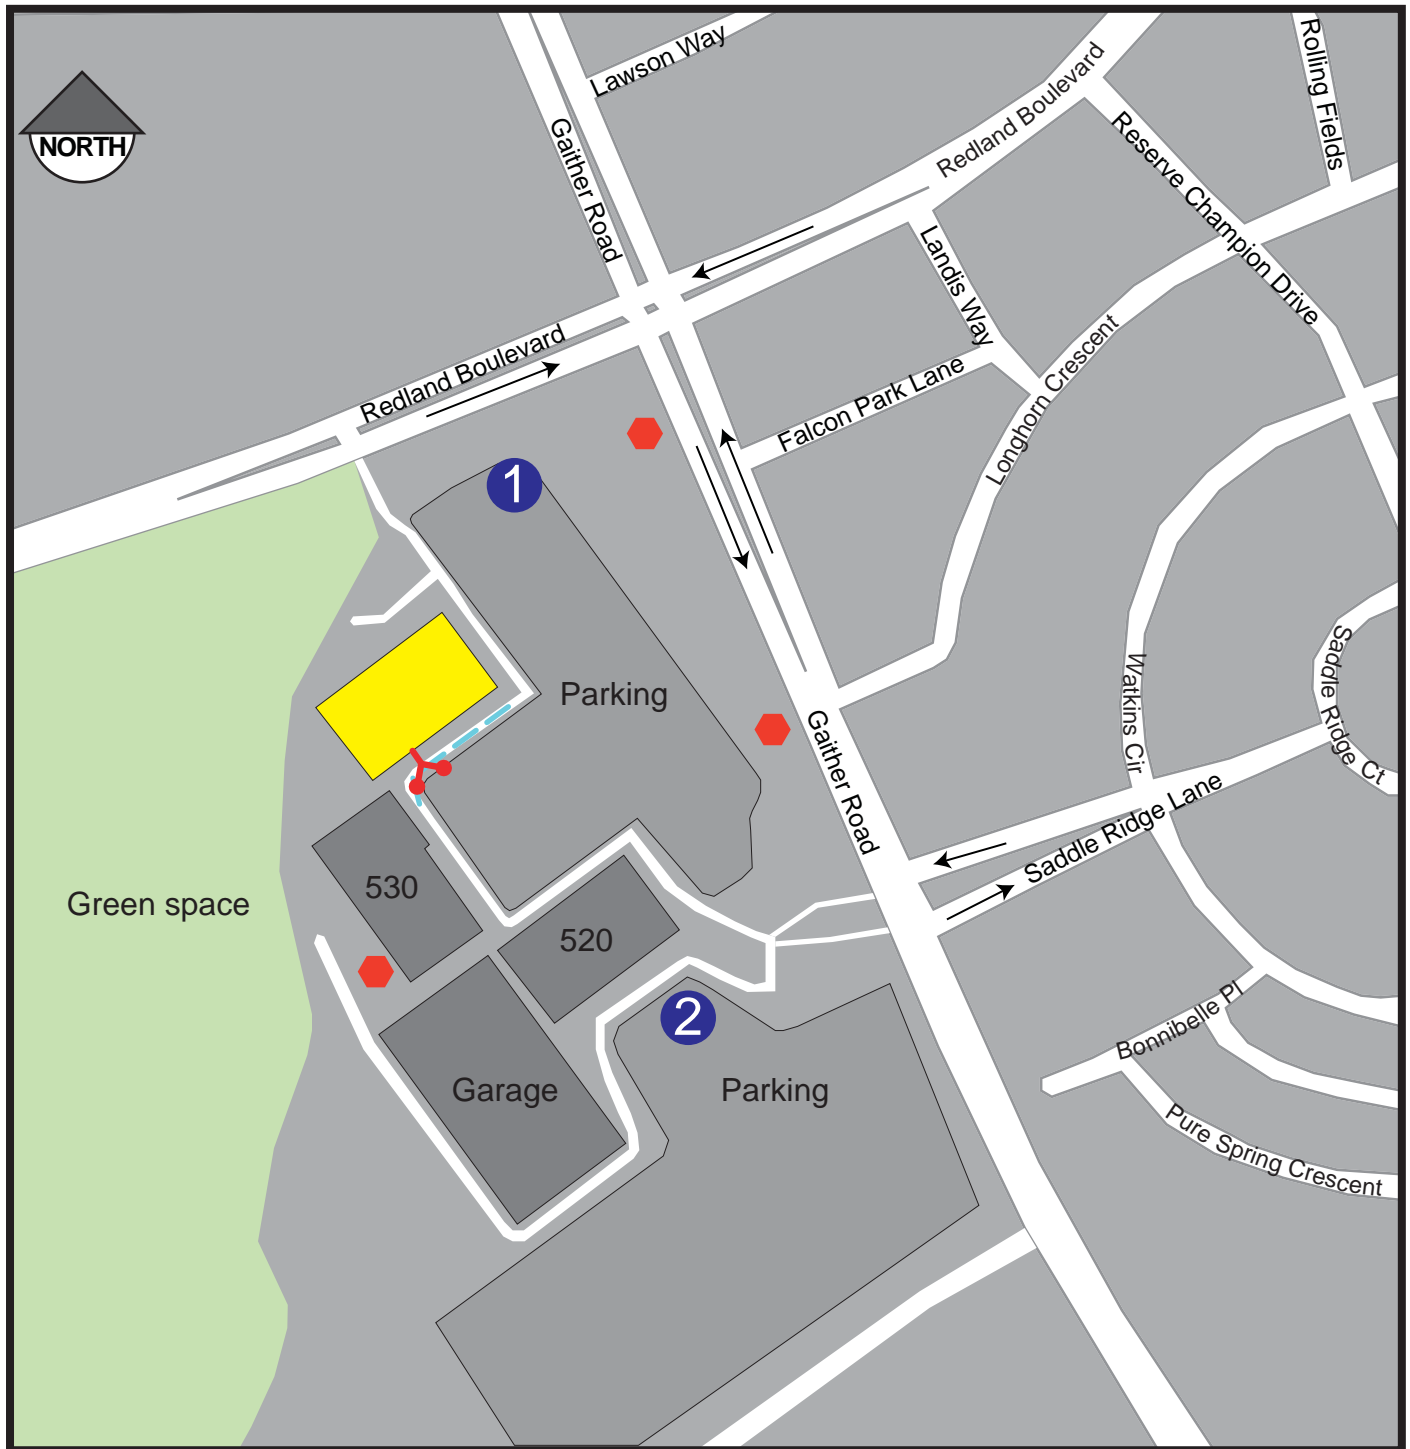 Lawson Way
Rolling Fields
Redland Boulevard
NORTH
Gaither Road
Reserve Champion Drive
Landis Way
Redland Boulevard
Longhorn Crescent
Falcon Park Lane
1
Parking
Saddle Ridge Ct
Watkins Cir
Gaither Road
Saddle Ridge Lane
530
Green space
520
2
Bonnibelle Pl
Garage
Parking
Pure Spring Crescent